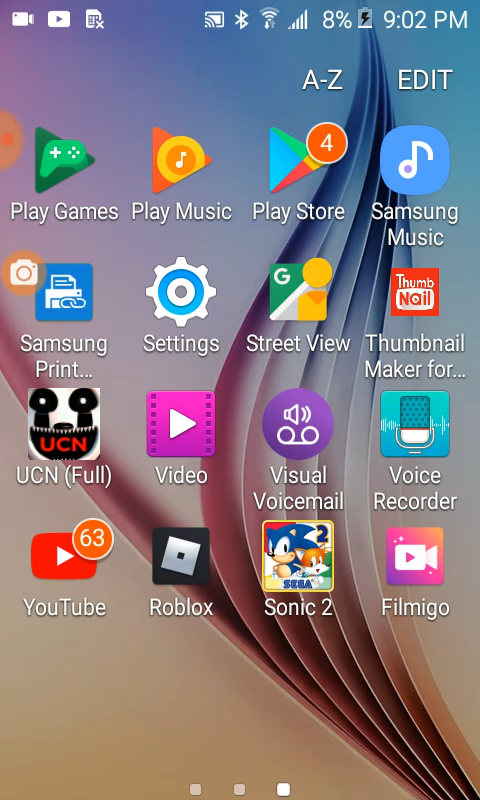 8% 9:02 PM
A-Z EDIT
4
Play Games Play Music Play Store Samsung Music
G
Thumb
Nail
Samsung Print... Settings Street View Thumbnail Maker for...
UCN
UCN (Full) Video Visual Voicemail Voice Recorder
63
2
SEGA
YouTube Roblox Sonic 2 Filmigo